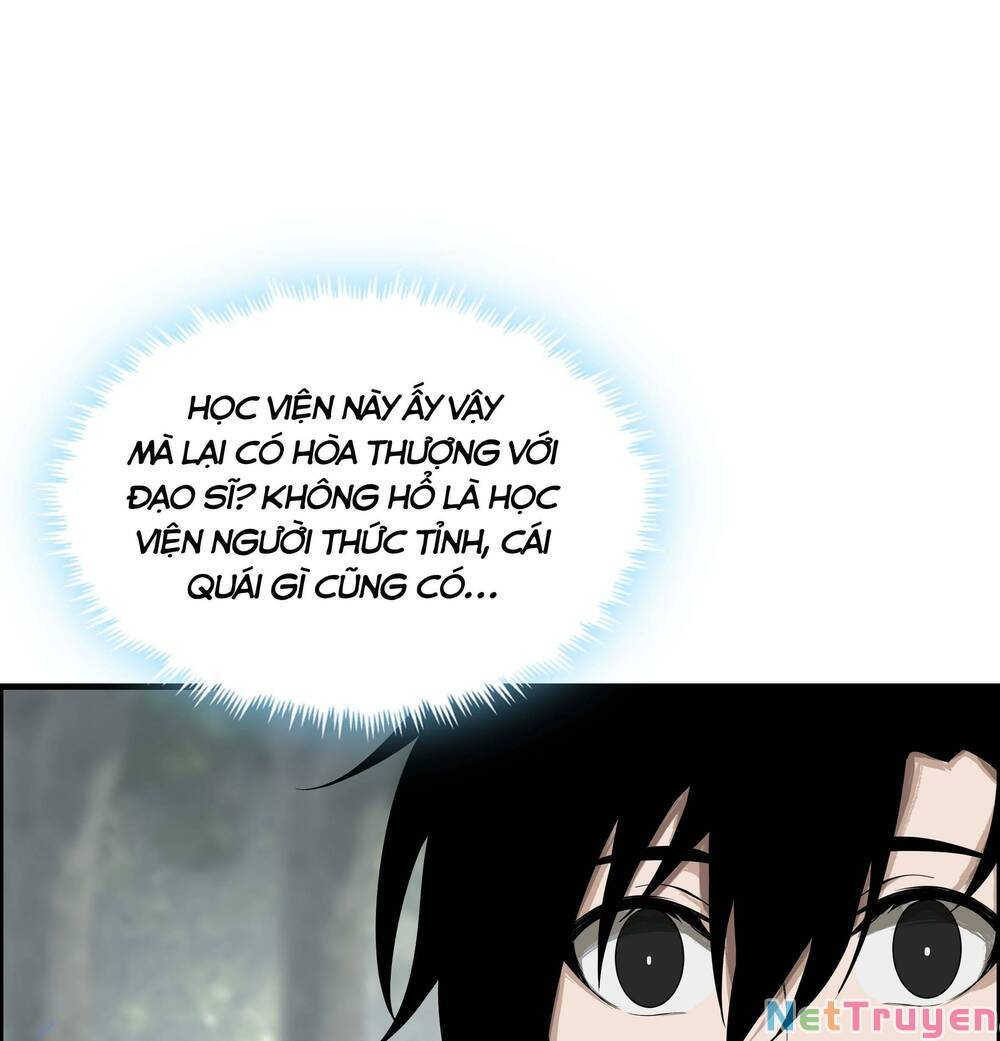 HỌC VIỆN NÀY ẤY VẬY
MÀ LẠI CÓ HÒA THƯỢNG VỚI
ĐẠO SĨ? KHÔNG HỔ LÀ HỌC
VIỆN NGƯỜI THỨC TỈNH, CÁI
QUÁI GÌ CŨNG CÓ...
NetTruyen